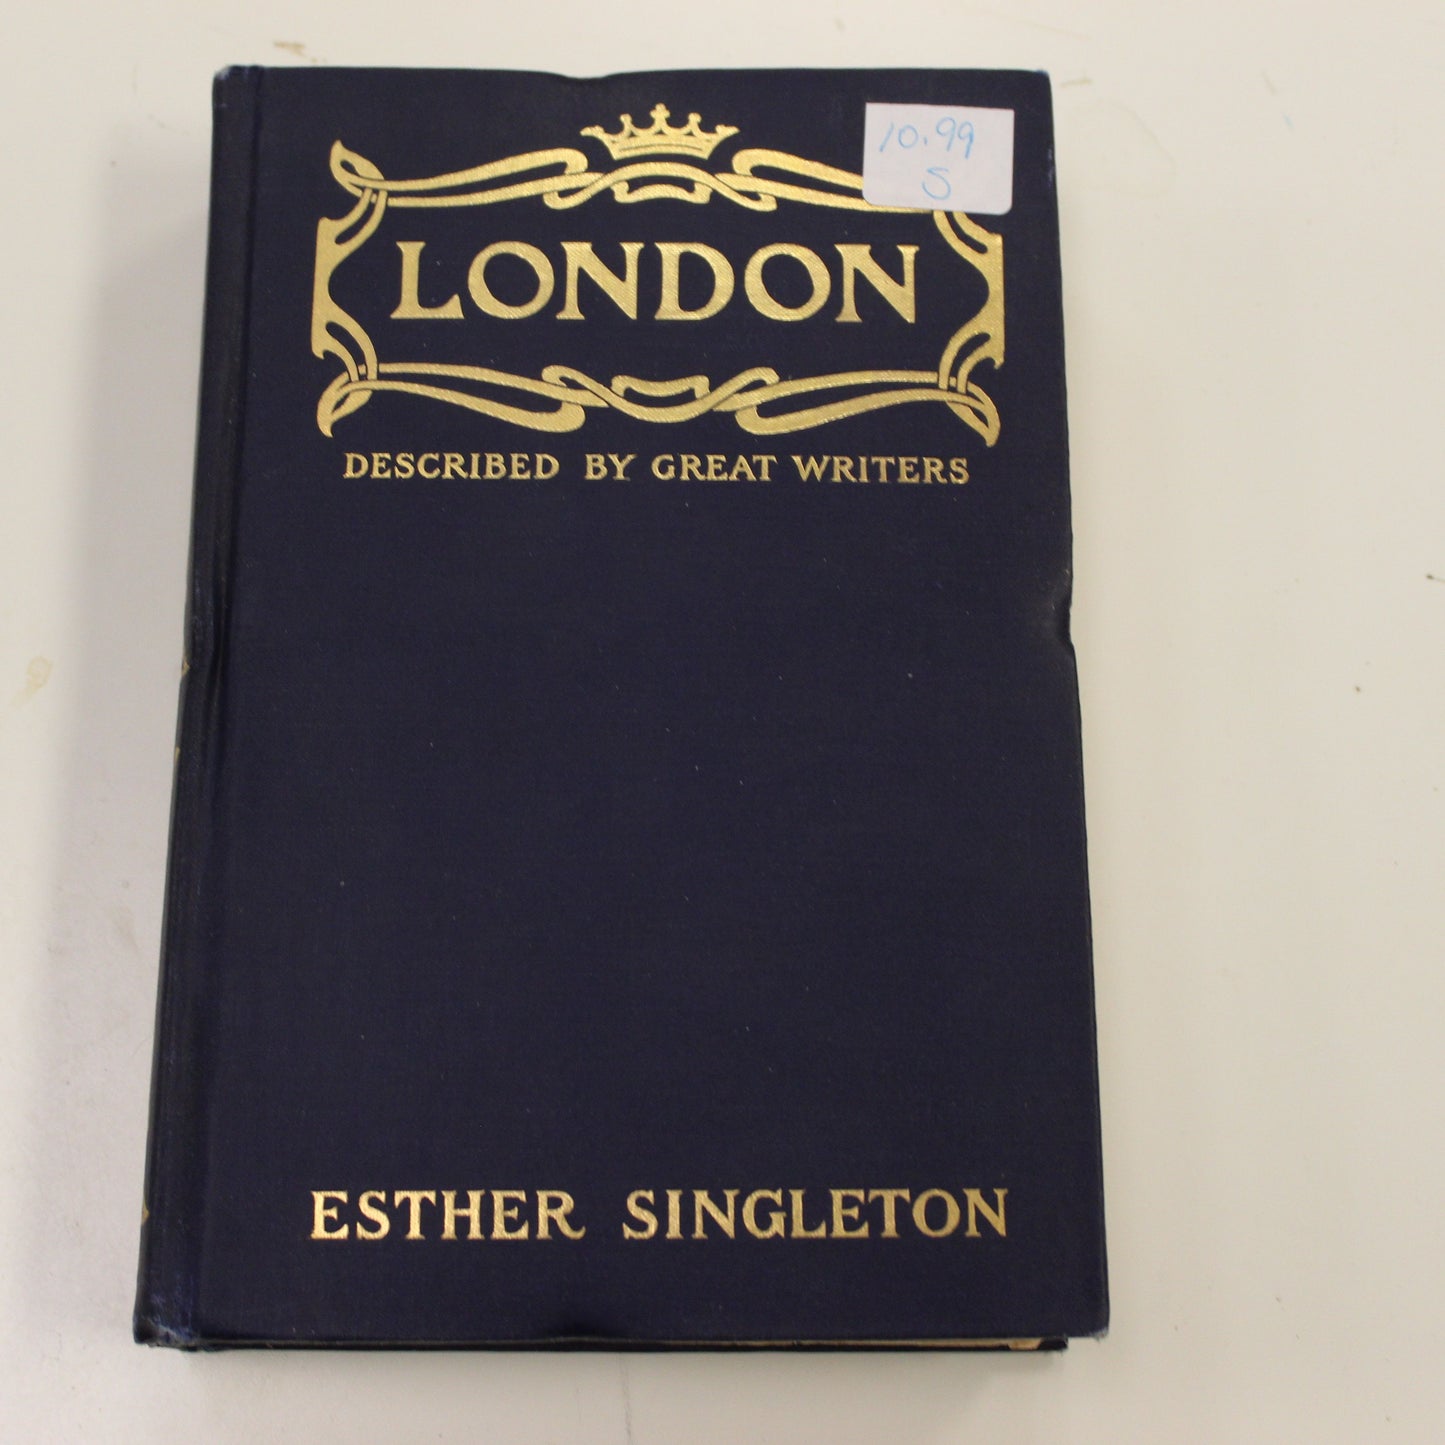 10.99
S
LONDON
DESCRIBED BY GREAT WRITERS
ESTHER SINGLETON